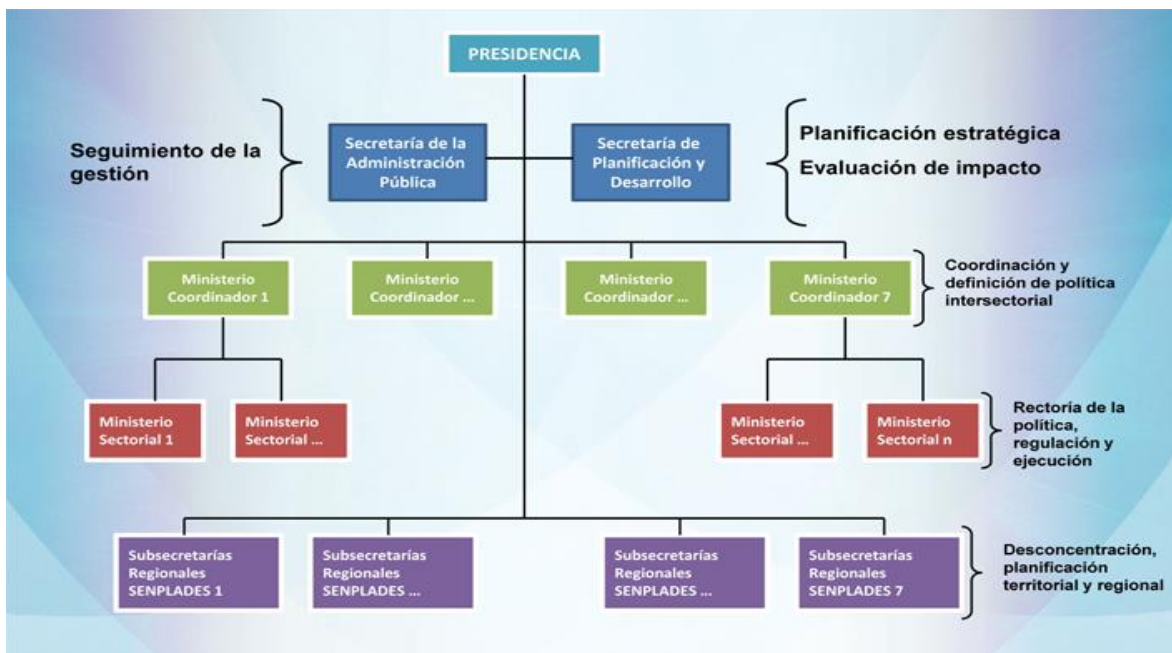 PRESIDENCIA
Seguimiento de la
gestión
Secretaría de la
Administración
Pública
Secretaría de
Planificación y
Desarrollo
Planificación estratégica
Evaluación de impacto
Ministerio
Coordinador 1
Ministerio
Coordinador ...
Ministerio
Coordinador ...
Ministerio
Coordinador 7
Coordinación y
definición de política
intersectorial
Ministerio
Sectorial 1
Ministerio
Sectorial ...
Ministerio
Sectorial ...
Ministerio
Sectorial n
Rectoría de la
política,
regulación y
ejecución
Subsecretarías
Regionales
SENPLADES 1
Subsecretarías
Regionales
SENPLADES ...
Subsecretarías
Regionales
SENPLADES ...
Subsecretarías
Regionales
SENPLADES 7
Desconcentración,
planificación
territorial y regional